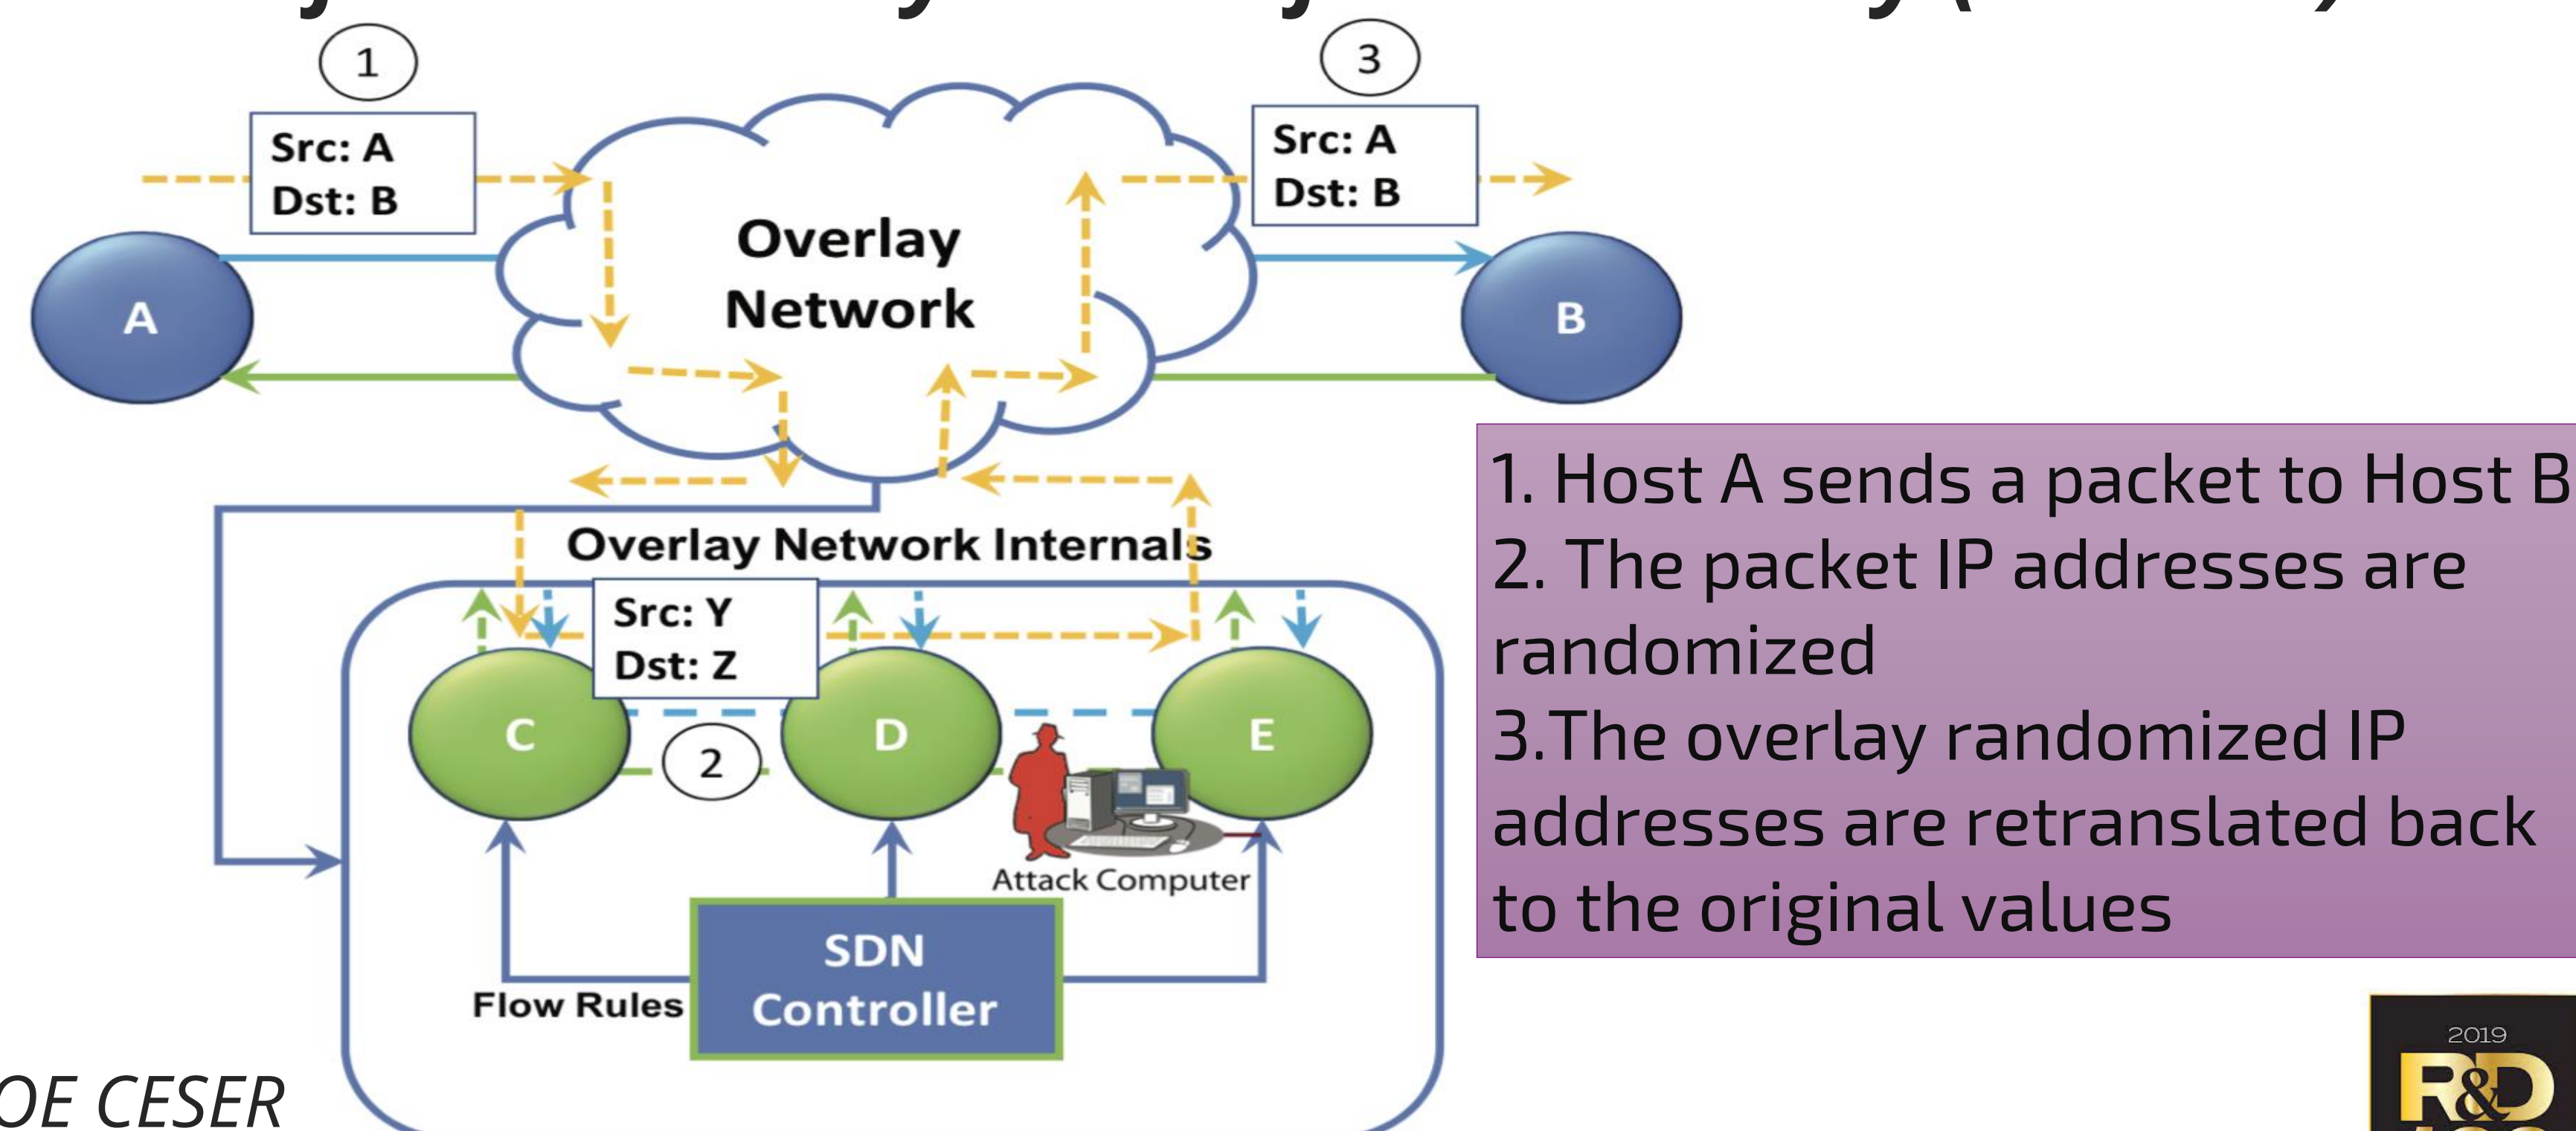 1
3
Src: A
Dst: B
Src: A
Dst: B
Overlay
Network
A
B
1. Host A sends a packet to Host B
2. The packet IP addresses are
randomized
3.The overlay randomized IP
addresses are retranslated back
to the original values
Overlay Network Internals
Src: Y
Dst: Z
C
D
E
2
Attack Computer
SDN
Controller
Flow Rules
OE CESER
2019
R&D